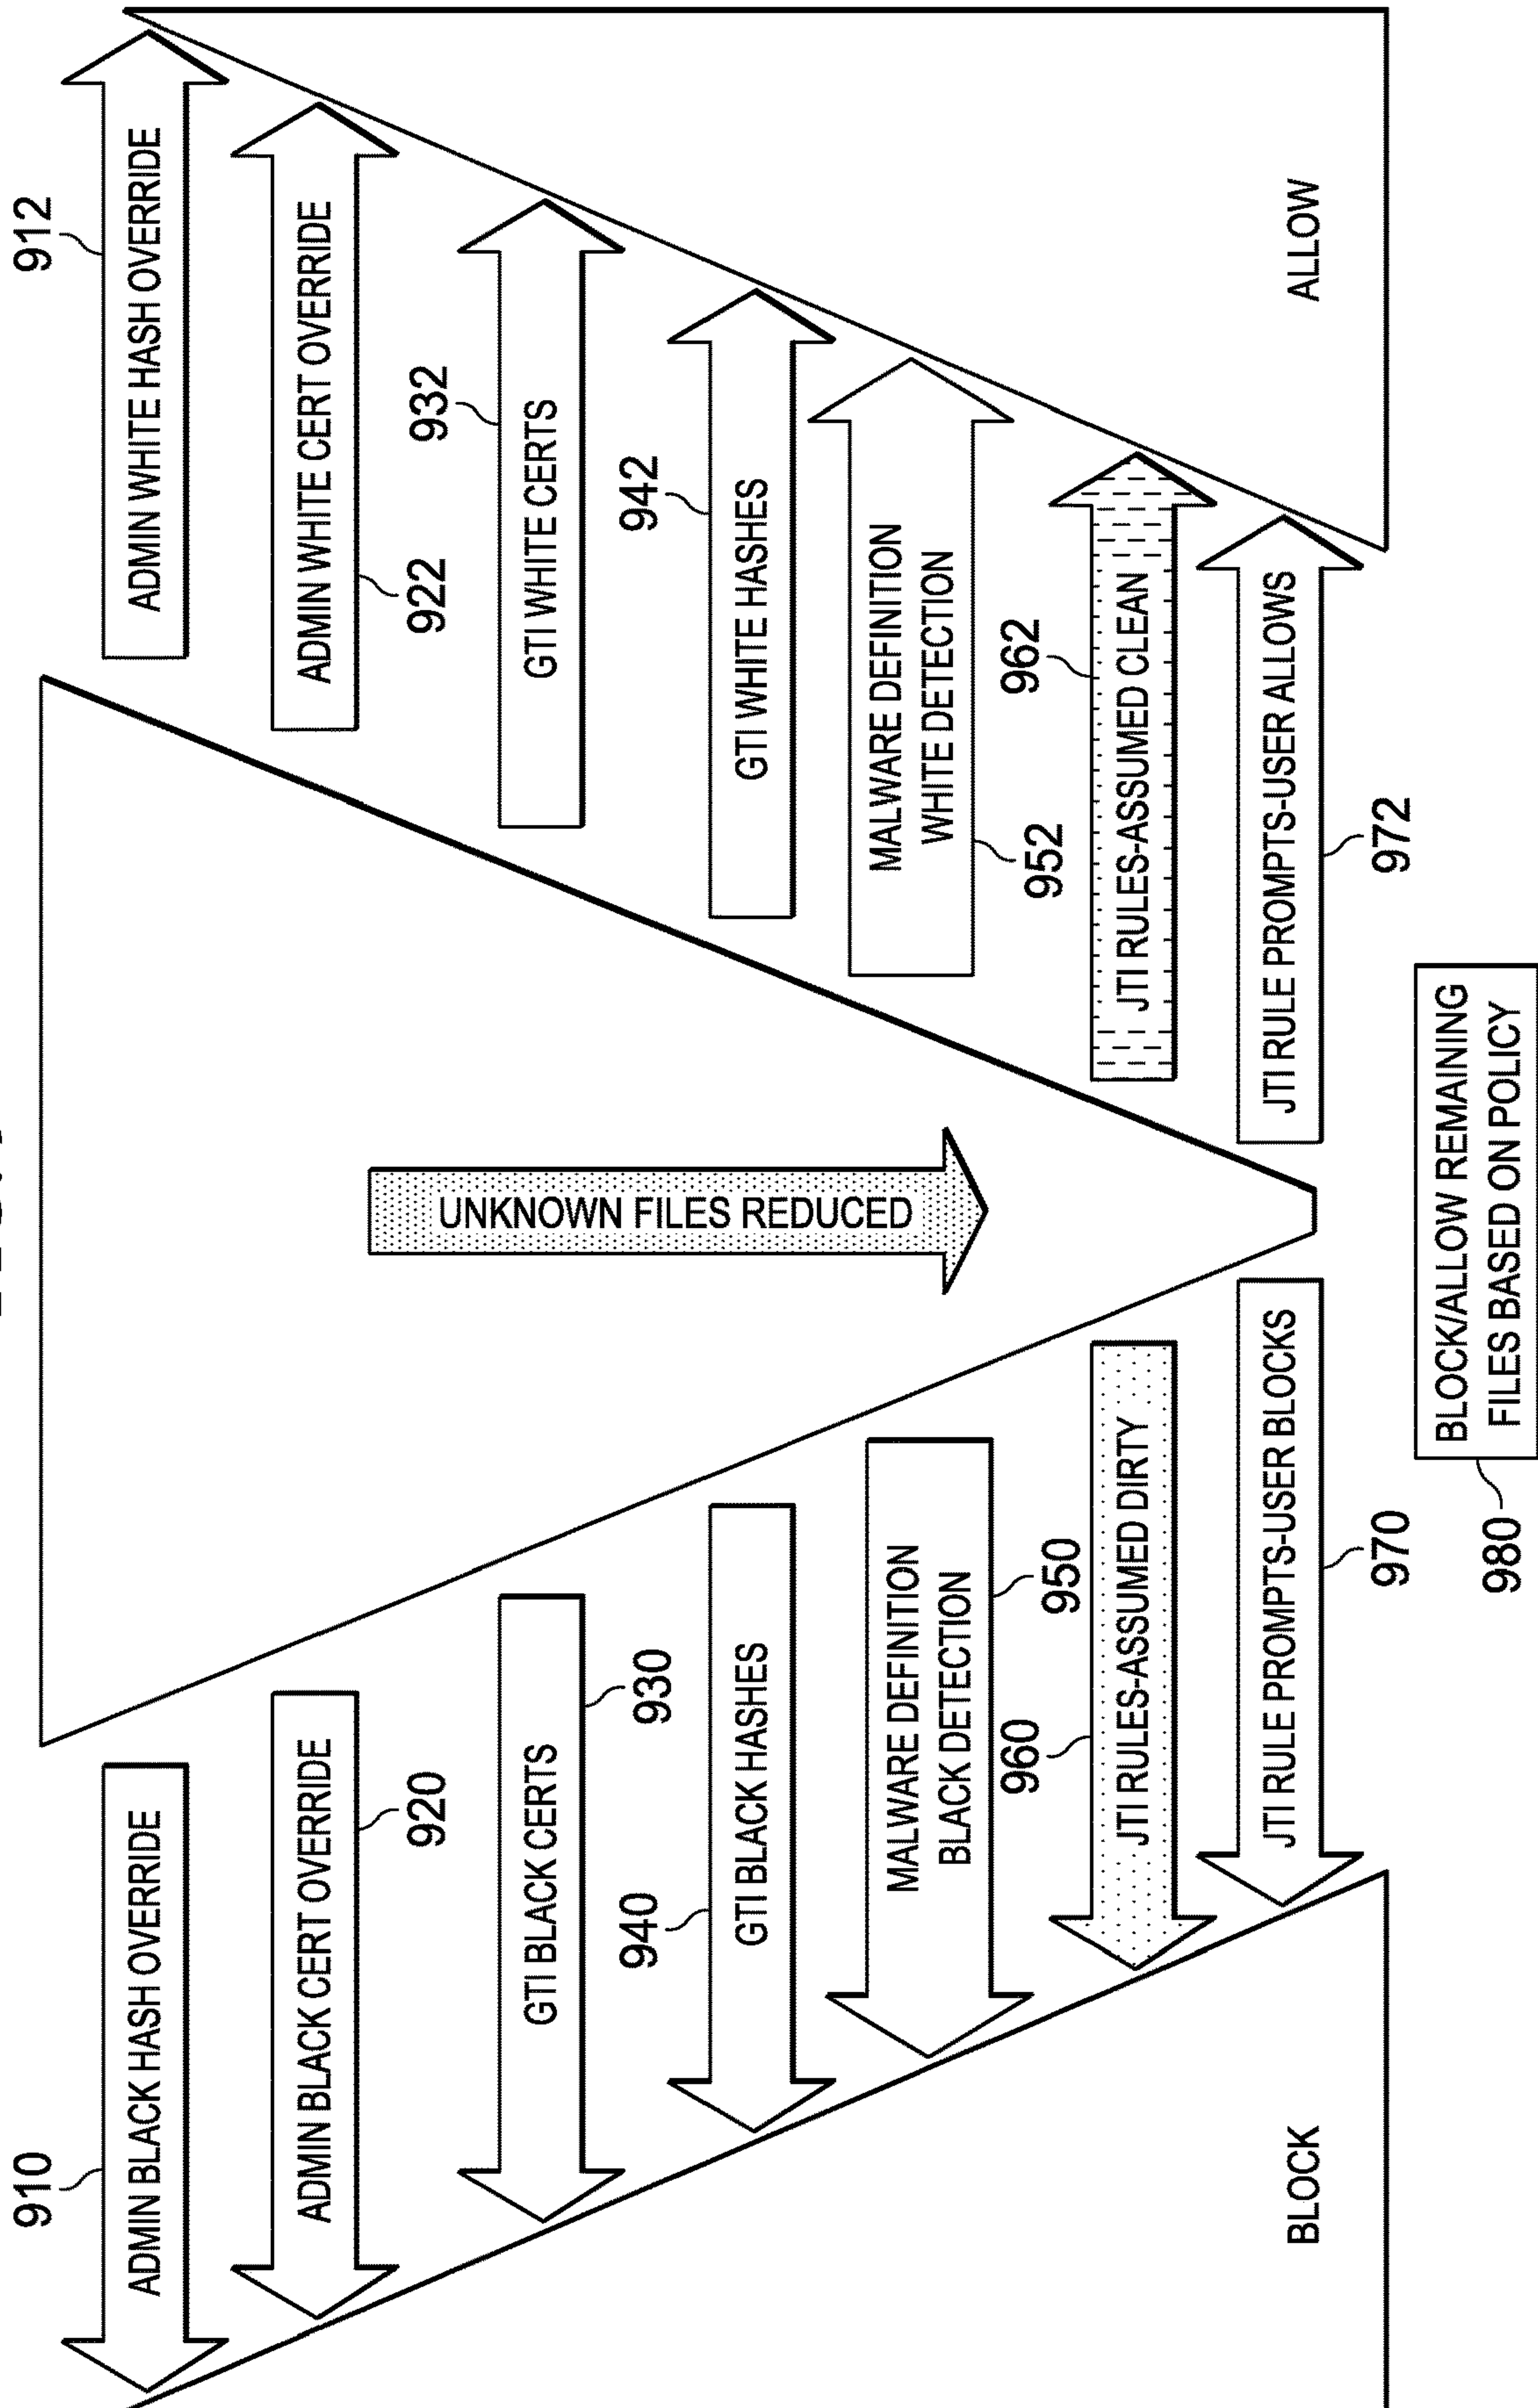 910
ADMIN BLACK HASH OVERRIDE
912
ADMIN WHITE HASH OVERRIDE
ADMIN BLACK CERT OVERRIDE
920
ADMIN WHITE CERT OVERRIDE
922
GTI BLACK CERTS
930
932
GTI WHITE CERTS
940
GTI BLACK HASHES
942
GTI WHITE HASHES
UNKNOWN FILES REDUCED
MALWARE DEFINITION
BLACK DETECTION
950
MALWARE DEFINITION
WHITE DETECTION
952
960
JTI RULES-ASSUMED DIRTY
962
JTI RULES-ASSUMED CLEAN
JTI RULE PROMPTS-USER BLOCKS
970
JTI RULE PROMPTS-USER ALLOWS
972
BLOCK
ALLOW
980
BLOCK/ALLOW REMAINING
FILES BASED ON POLICY